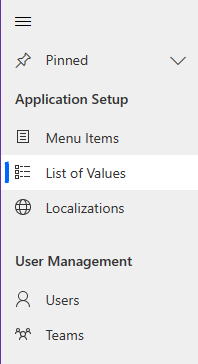 Pinned
Application Setup
Menu Items
List of Values
Localizations
User Management
Users
Teams